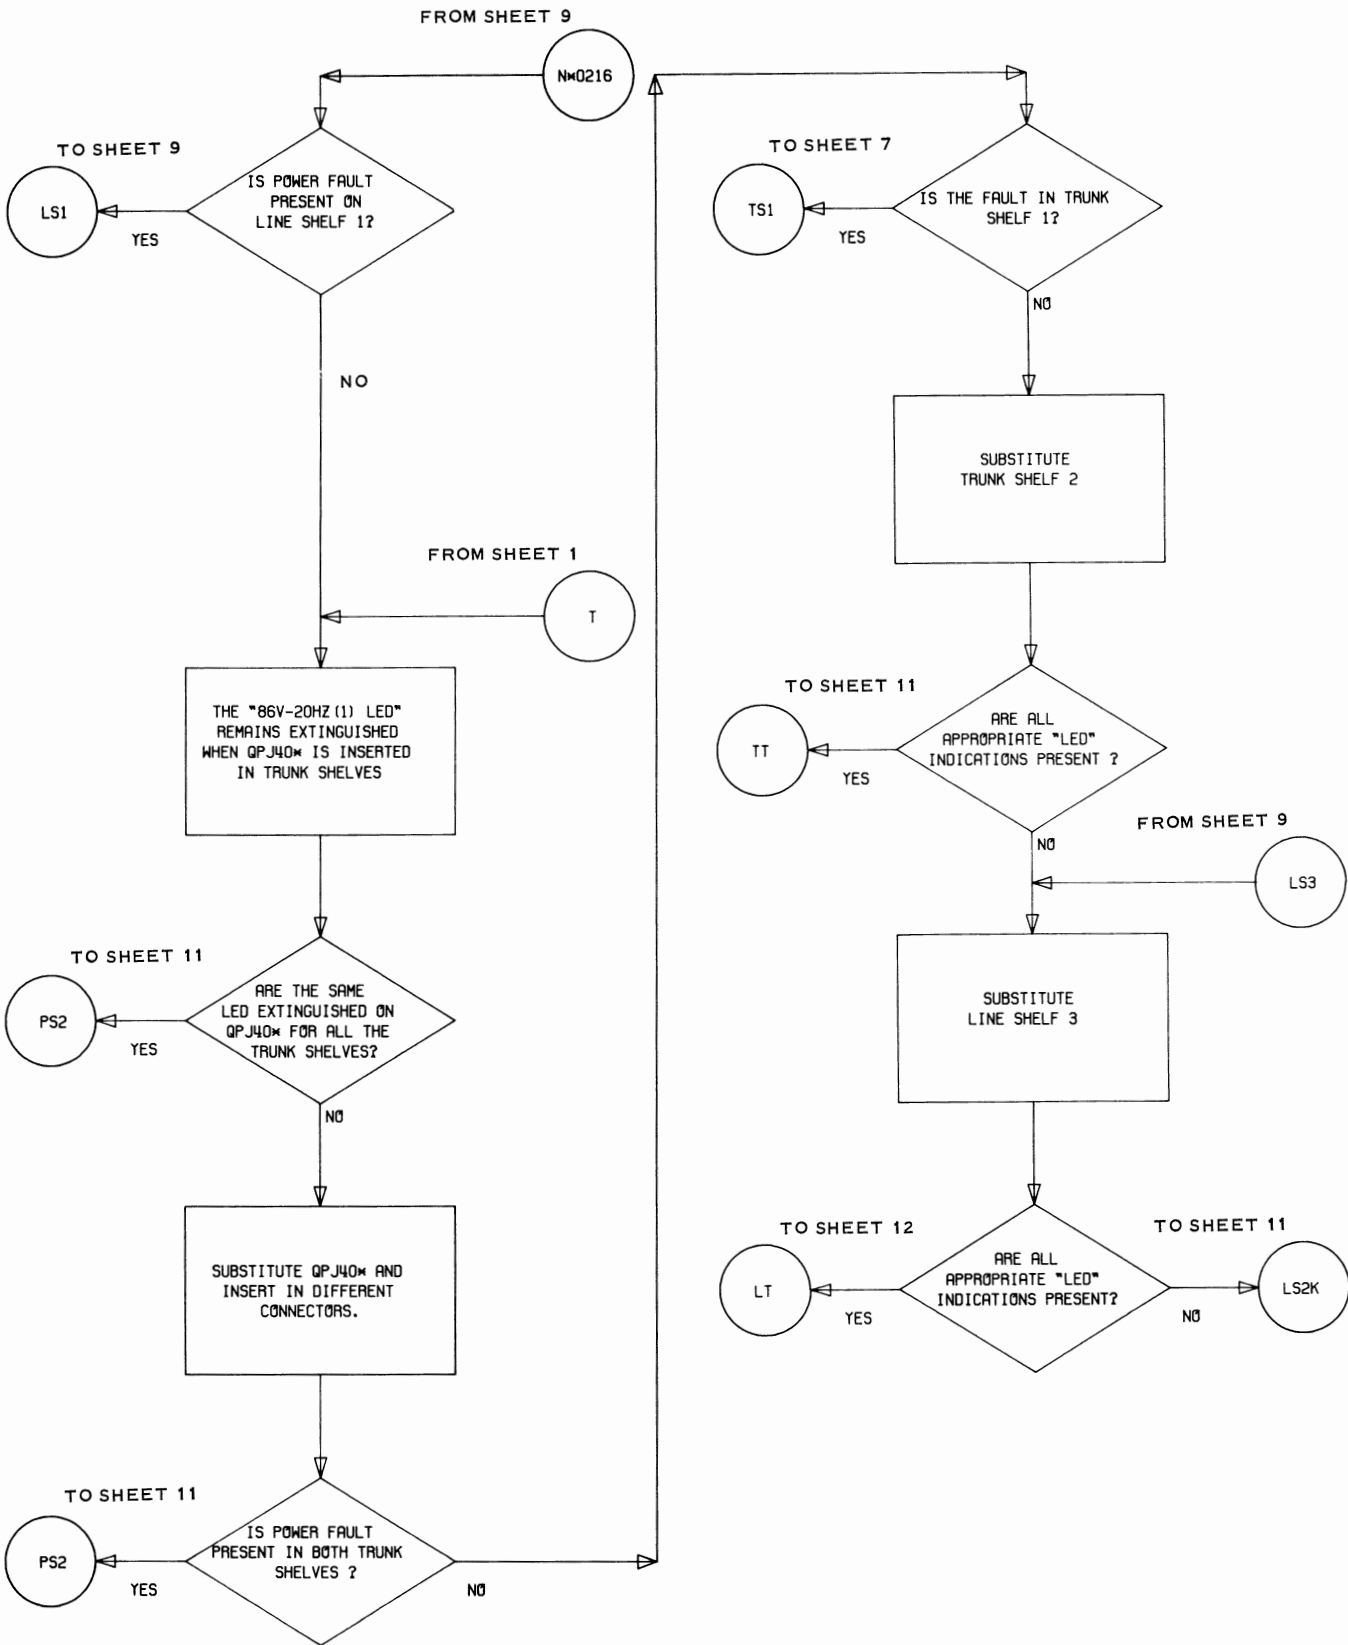 FROM SHEET 9
N*0216
TO SHEET 9
IS POWER FAULT
PRESENT ON
LINE SHELF 1?
LS1
YES
NO
FROM SHEET 1
T
THE "86V-20HZ(1) LED"
REMAINS EXTINGUISHED
WHEN QPJ40* IS INSERTED
IN TRUNK SHELVES
TO SHEET 11
ARE THE SAME
LED EXTINGUISHED ON
QPJ40* FOR ALL THE
TRUNK SHELVES?
PS2
YES
NO
SUBSTITUTE QPJ40* AND
INSERT IN DIFFERENT
CONNECTORS.
TO SHEET 11
IS POWER FAULT
PRESENT IN BOTH TRUNK
SHELVES ?
PS2
YES
NO
TO SHEET 7
IS THE FAULT IN TRUNK
SHELF 1?
TS1
YES
NO
SUBSTITUTE
TRUNK SHELF 2
TO SHEET 11
ARE ALL
APPROPRIATE "LED"
INDICATIONS PRESENT ?
TT
YES
NO
FROM SHEET 9
LS3
SUBSTITUTE
LINE SHELF 3
TO SHEET 12
TO SHEET 11
ARE ALL
APPROPRIATE "LED"
INDICATIONS PRESENT?
LT
YES
NO
LS2K